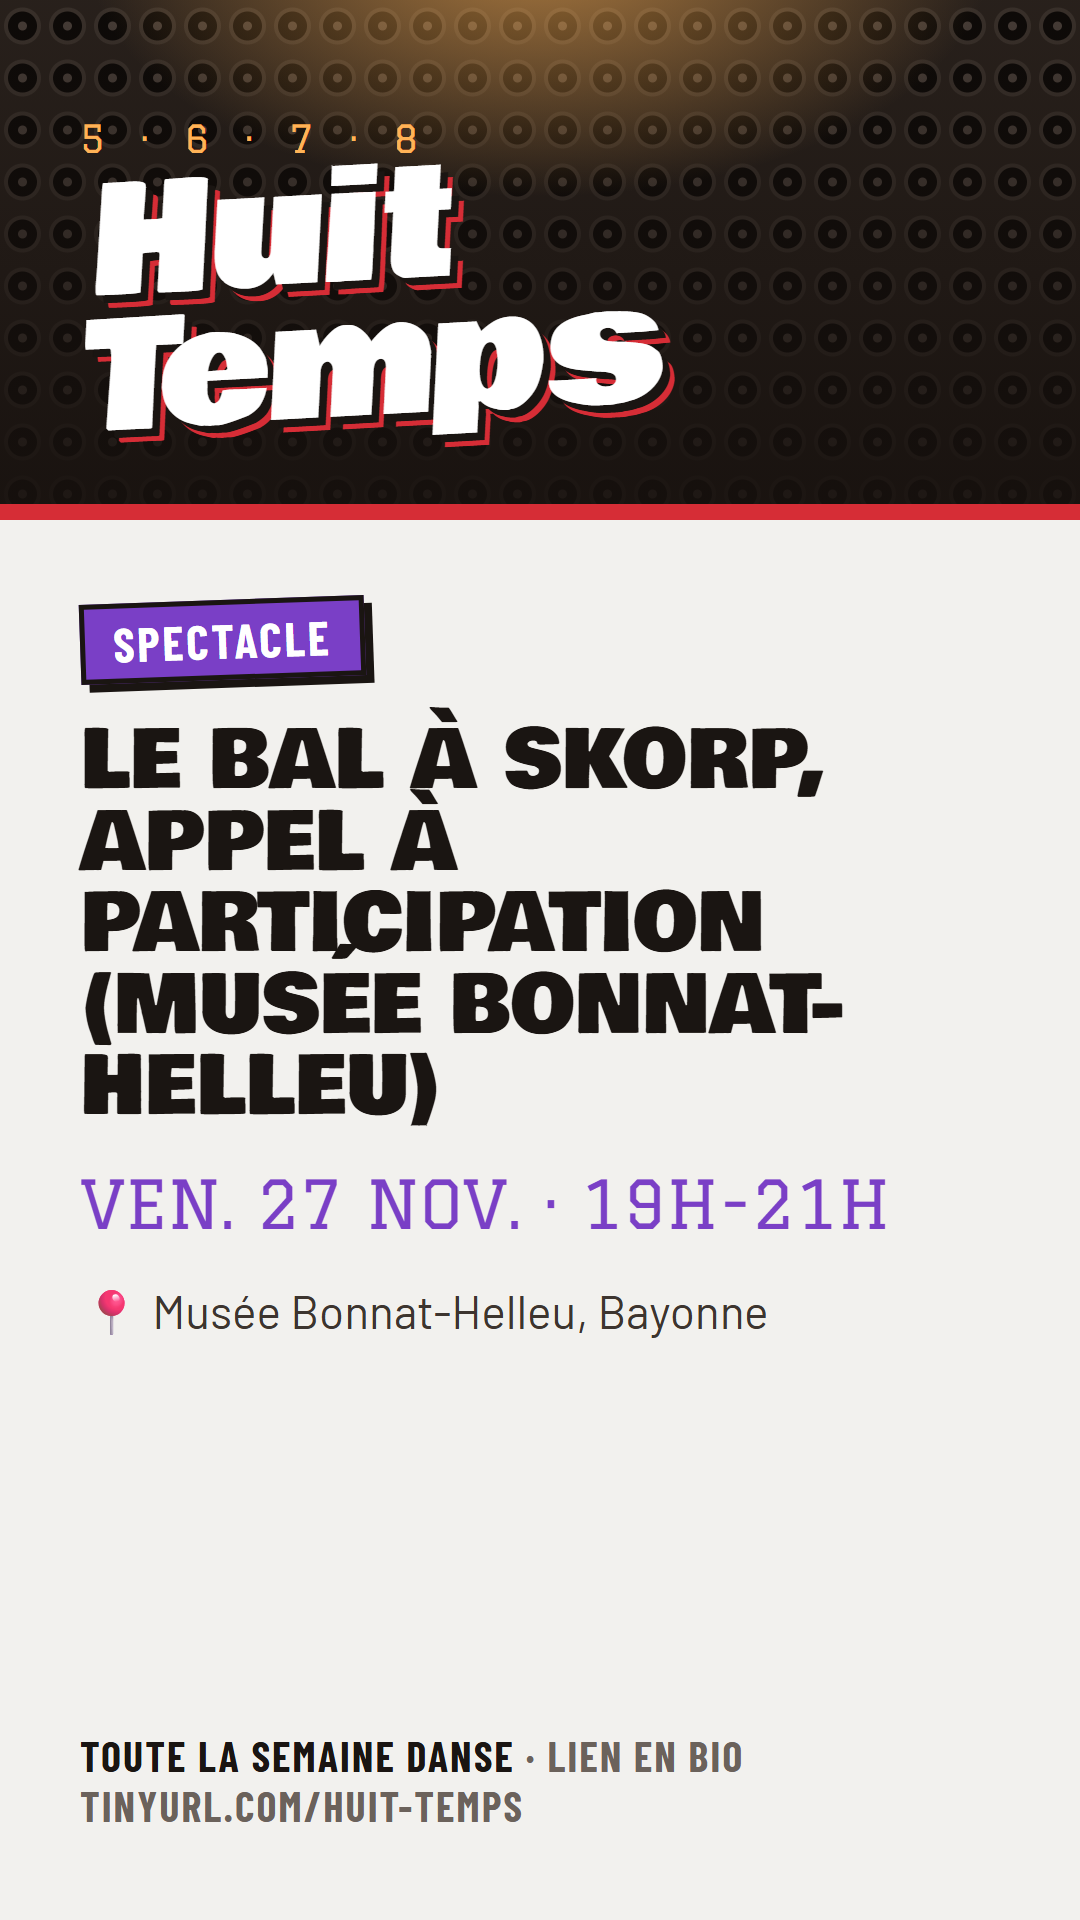 5 · 6 · 7 · 8
Huit
Temps
SPECTACLE
LE BAL À SKORP,
APPEL À
PARTICIPATION
(MUSÉE BONNAT-
HELLEU)
VEN. 27 NOV. · 19H-21H
Musée Bonnat-Helleu, Bayonne
TOUTE LA SEMAINE DANSE · LIEN EN BIO
TINYURL.COM/HUIT-TEMPS